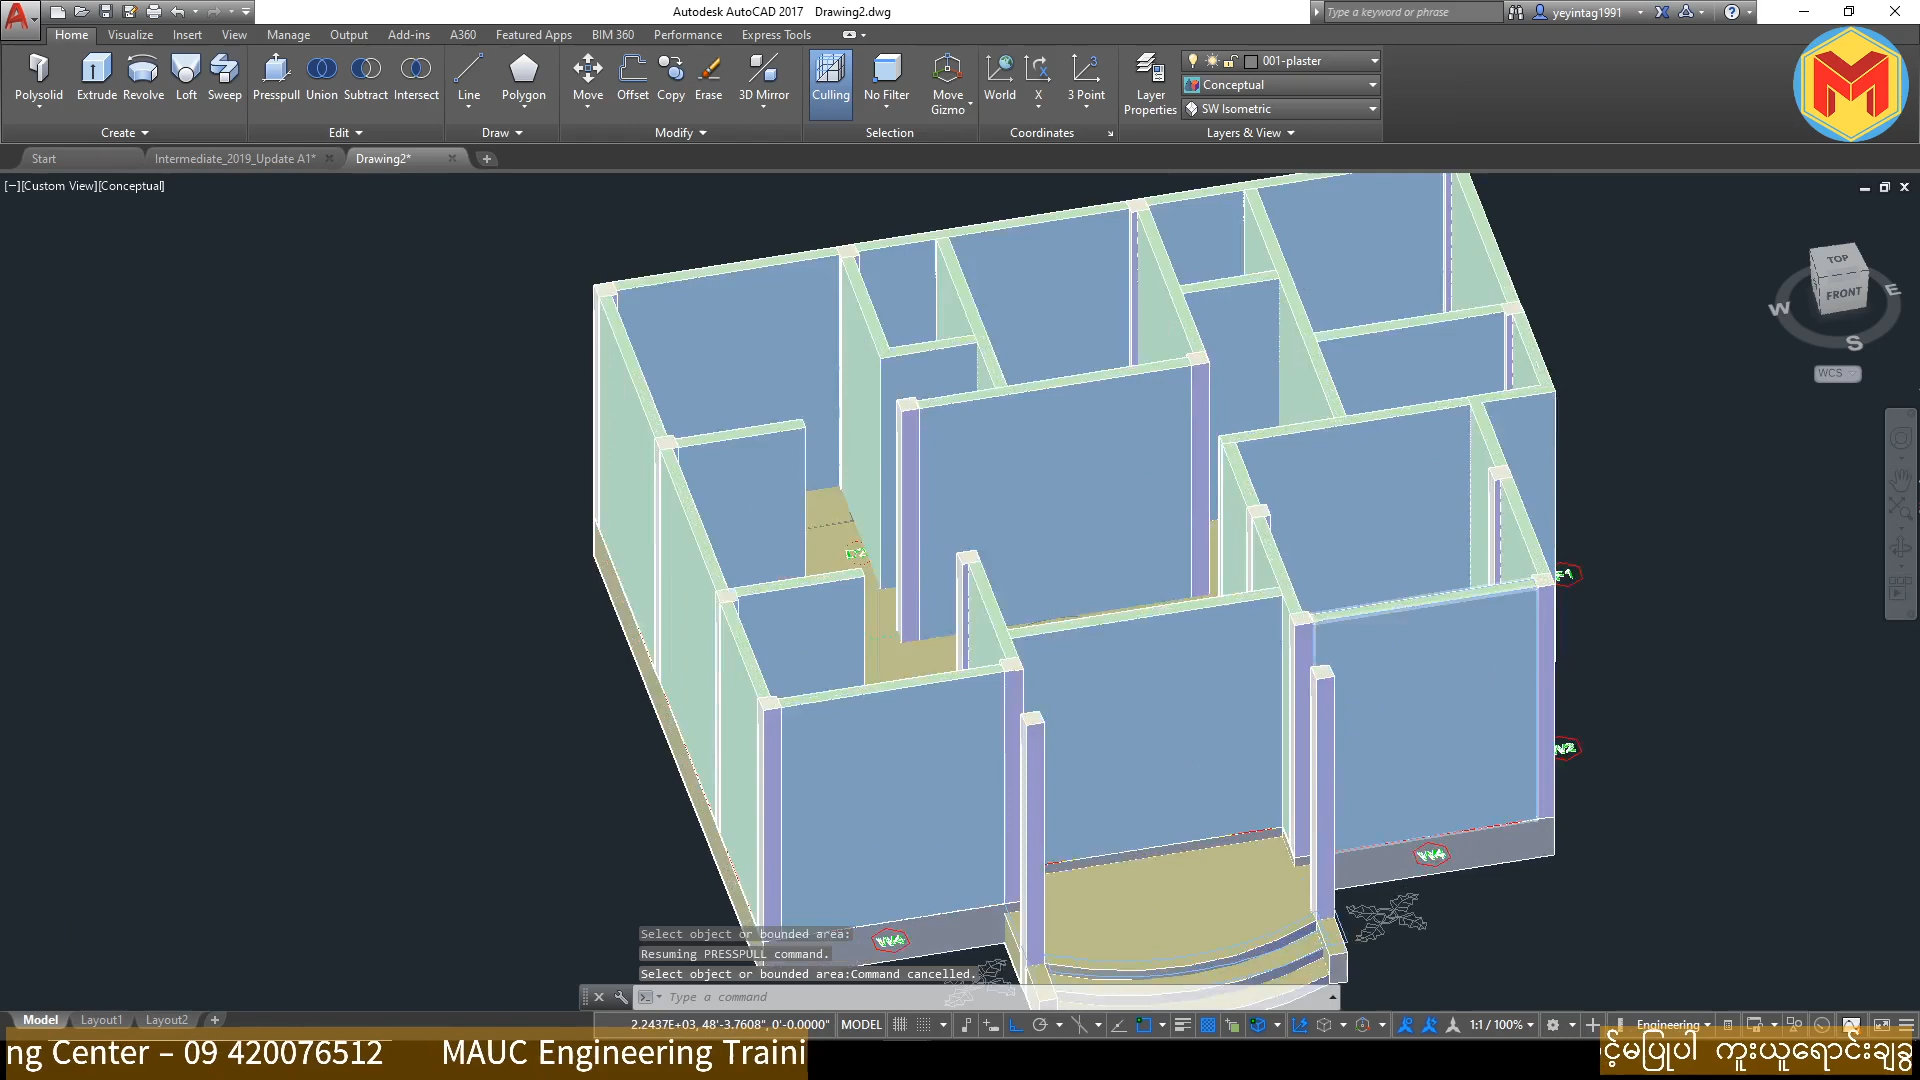 Autodesk AutoCAD 2017 Drawing2.dwg
Type a keyword or phrase
yeyintag1991
Home Visualize Insert View Manage Output Add-ins A360 Featured Apps BIM 360 Performance Express Tools
Polysolid Extrude Revolve Loft Sweep
Presspull Union Subtract Intersect
Line Polygon
Move Offset Copy Erase 3D Mirror
Culling No Filter Move Gizmo
World X 3 Point
Layer Properties
001-plaster
Conceptual
SW Isometric
Create Edit Draw Modify Selection Coordinates Layers & View
Start Intermediate_2019_Update A1* Drawing2*
[−][Custom View][Conceptual]
TOP
FRONT
W
E
S
WCS
W4
W4
Select object or bounded area:
Resuming PRESSPULL command.
Select object or bounded area:Command cancelled.
Type a command
Model Layout1 Layout2
2.2437E+03, 48'-3.7608", 0'-0.0000" MODEL
1:1 / 100%
Engineering
ng Center – 09 420076512 MAUC Engineering Traini
င့်မပြုပါ ကူးယူရောင်းချခွ